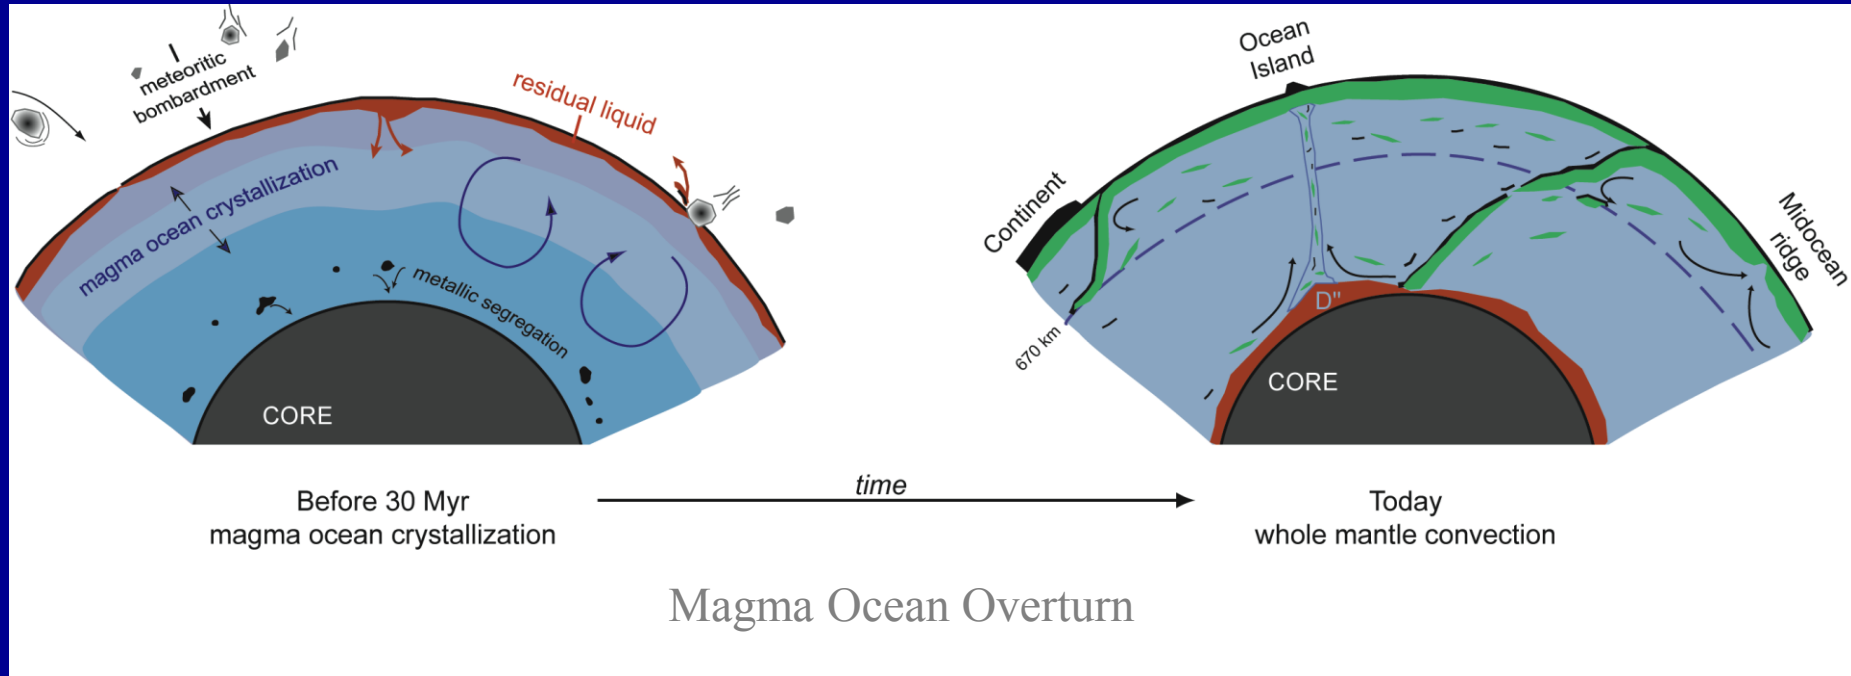 meteoritic
bombardment
residual liquid
magma ocean crystallization
metallic segregation
CORE
Before 30 Myr
magma ocean crystallization
time
Ocean
Island
Continent
Midocean
ridge
670 km
D"
CORE
Today
whole mantle convection
Magma Ocean Overturn